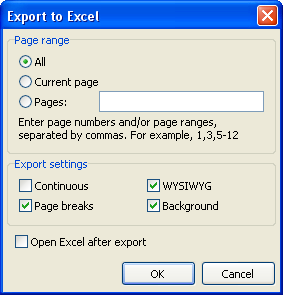 Export to Excel
Page range
All
Current page
Pages:
Enter page numbers and/or page ranges,
separated by commas. For example, 1,3,5-12
Export settings
Continuous
WYSIWYG
Page breaks
Background
Open Excel after export
OK
Cancel